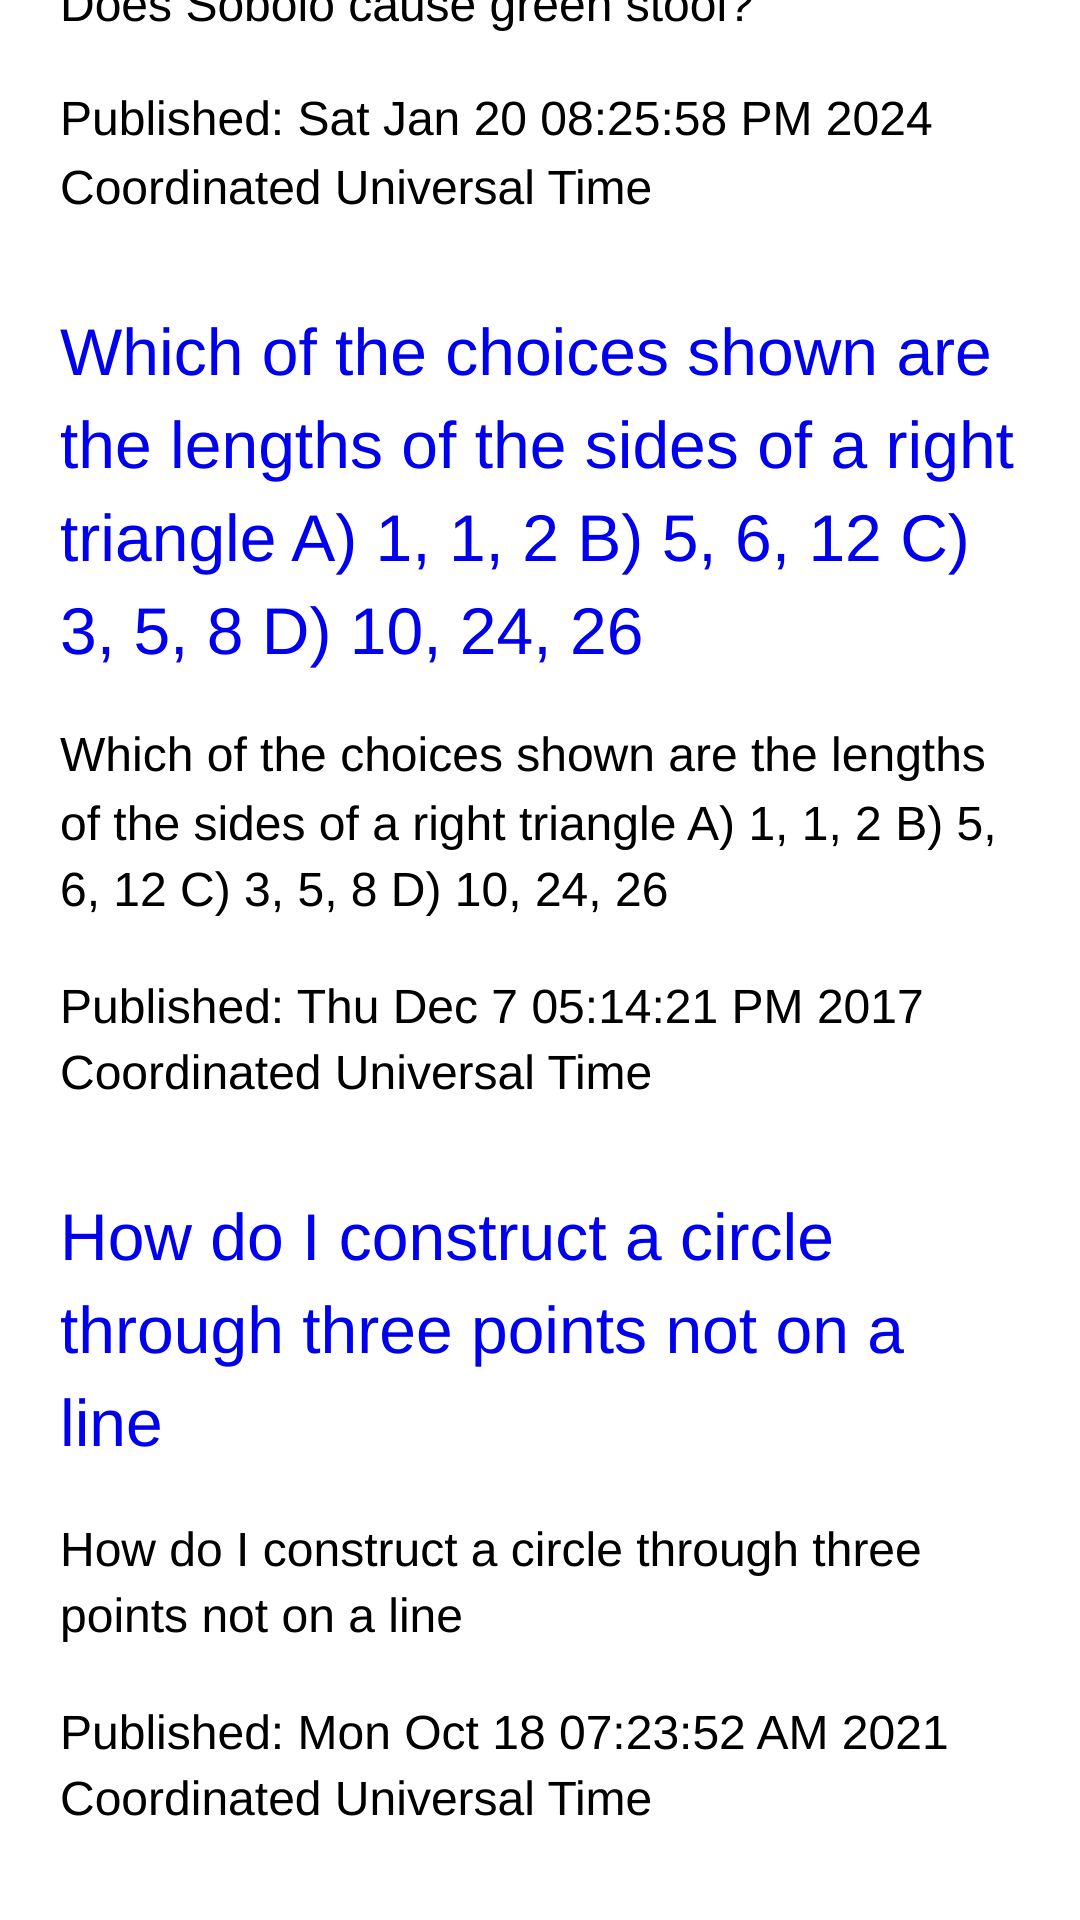 Does Sobolo cause green stool?
Published: Sat Jan 20 08:25:58 PM 2024
Coordinated Universal Time
Which of the choices shown are
the lengths of the sides of a right
triangle A) 1, 1, 2 B) 5, 6, 12 C)
3, 5, 8 D) 10, 24, 26
Which of the choices shown are the lengths
of the sides of a right triangle A) 1, 1, 2 B) 5,
6, 12 C) 3, 5, 8 D) 10, 24, 26
Published: Thu Dec 7 05:14:21 PM 2017
Coordinated Universal Time
How do I construct a circle
through three points not on a
line
How do I construct a circle through three
points not on a line
Published: Mon Oct 18 07:23:52 AM 2021
Coordinated Universal Time